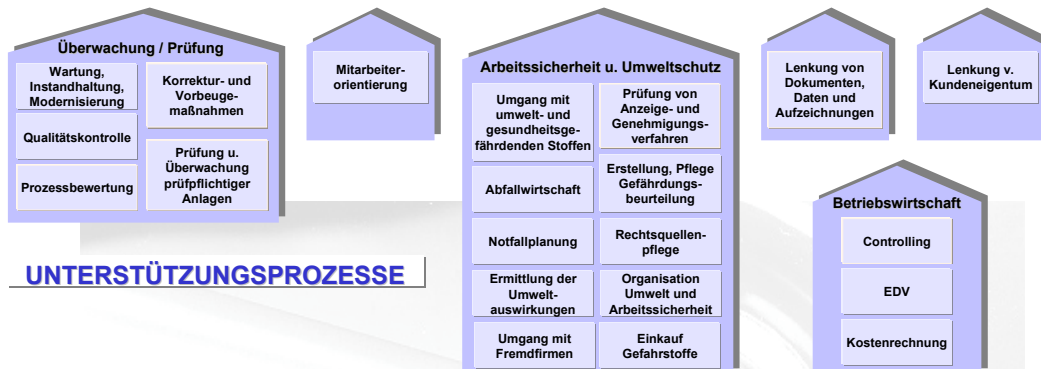 Überwachung / Prüfung
Wartung,
Instandhaltung,
Modernisierung
Qualitätskontrolle
Prozessbewertung
Korrektur- und
Vorbeuge-
maßnahmen
Prüfung u.
Überwachung
prüfpflichtiger
Anlagen
Mitarbeiter-
orientierung
Arbeitssicherheit u. Umweltschutz
Umgang mit
umwelt- und
gesundheitsge-
fährdenden Stoffen
Abfallwirtschaft
Notfallplanung
Ermittlung der
Umwelt-
auswirkungen
Umgang mit
Fremdfirmen
Prüfung von
Anzeige- und
Genehmigungs-
verfahren
Erstellung, Pflege
Gefährdungs-
beurteilung
Rechtsquellen-
pflege
Organisation
Umwelt und
Arbeitssicherheit
Einkauf
Gefahrstoffe
Lenkung von
Dokumenten,
Daten und
Aufzeichnungen
Lenkung v.
Kundeneigentum
Betriebswirtschaft
Controlling
EDV
Kostenrechnung
UNTERSTÜTZUNGSPROZESSE